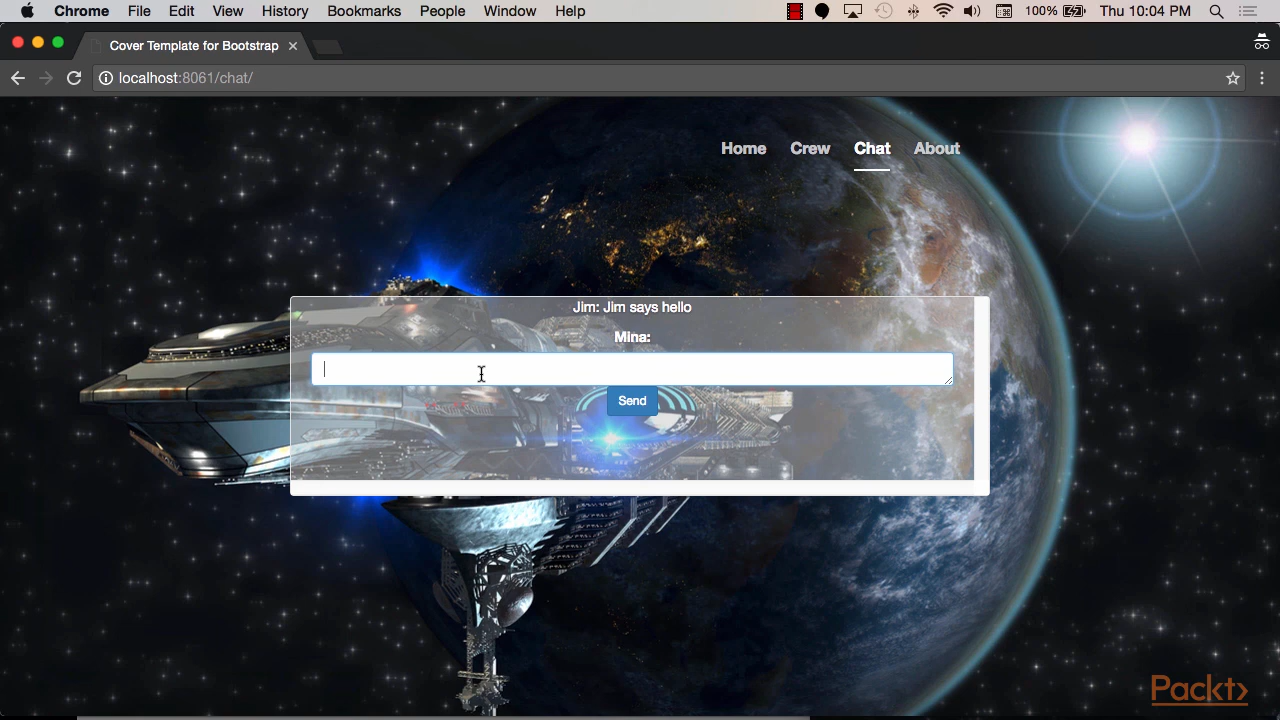 Chrome File Edit View History Bookmarks People Window Help 100% Thu 10:04 PM
Cover Template for Bootstrap
localhost:8061/chat/
Home Crew Chat About
Jim: Jim says hello
Mina:
Send
Packt>